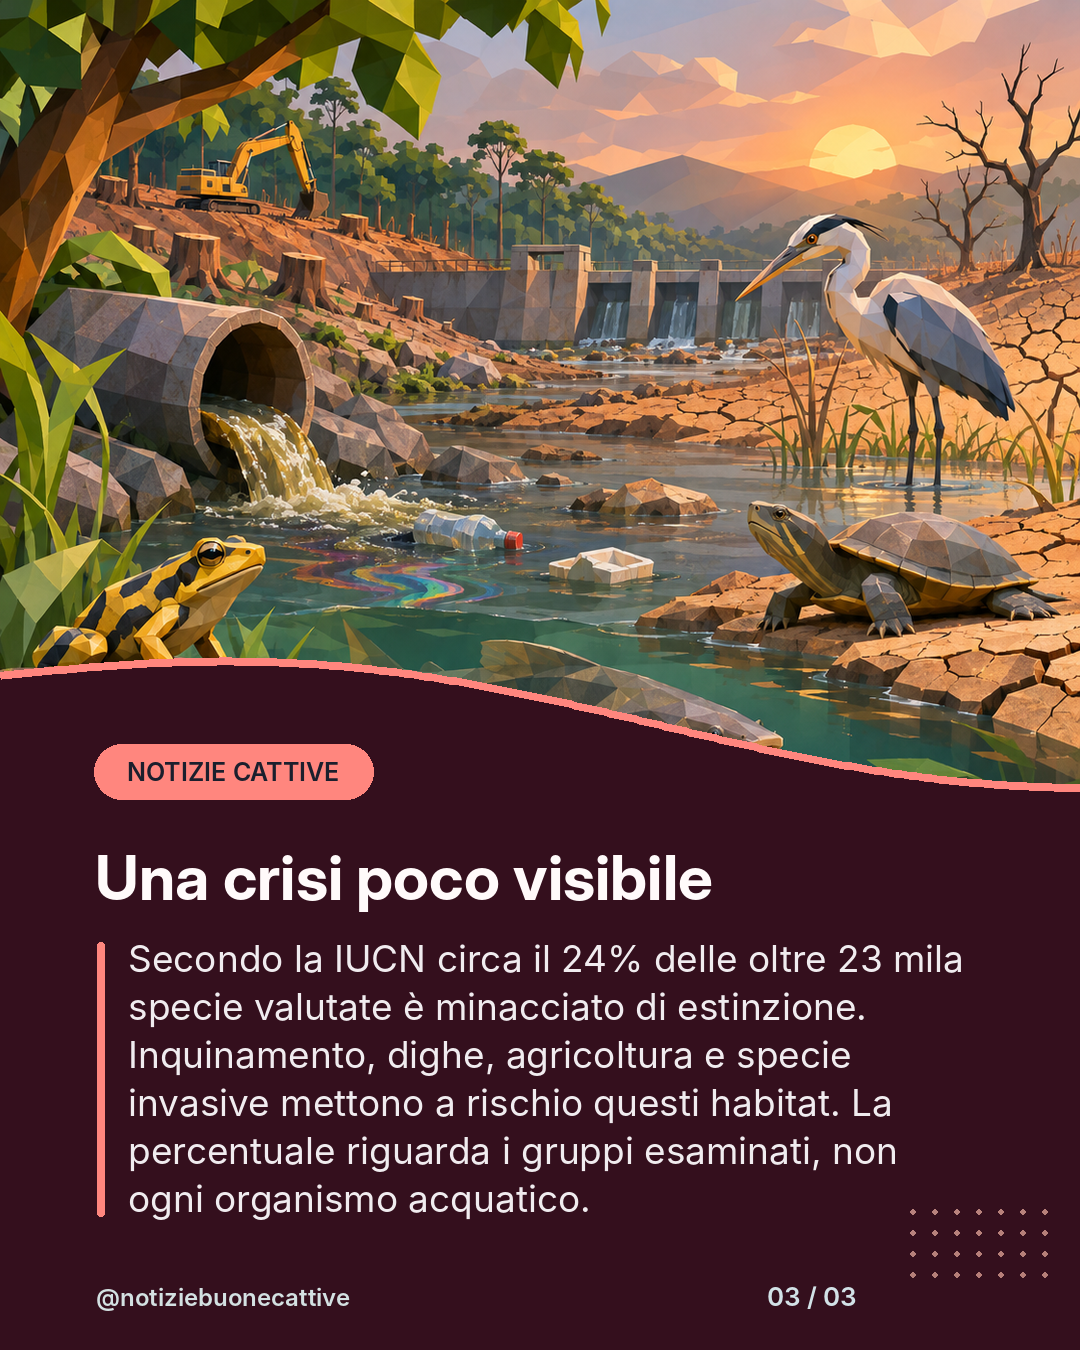 NOTIZIE CATTIVE
Una crisi poco visibile
Secondo la IUCN circa il 24% delle oltre 23 mila
specie valutate è minacciato di estinzione.
Inquinamento, dighe, agricoltura e specie
invasive mettono a rischio questi habitat. La
percentuale riguarda i gruppi esaminati, non
ogni organismo acquatico.
@notiziebuonecattive
03 / 03